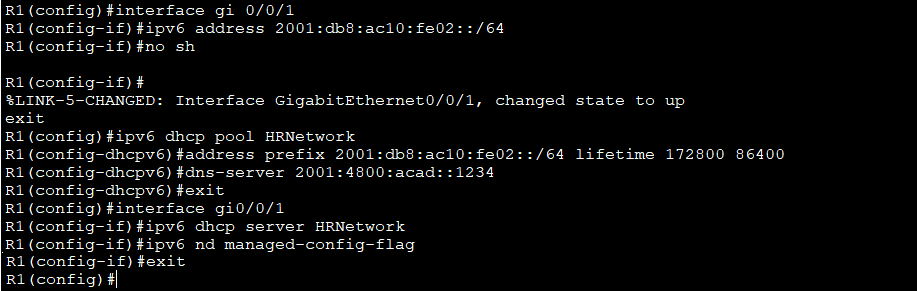 R1(config)#interface gi 0/0/1
R1(config-if)#ipv6 address 2001:db8:ac10:fe02::/64
R1(config-if)#no sh
R1(config-if)#
%LINK-5-CHANGED: Interface GigabitEthernet0/0/1, changed state to up
exit
R1(config)#ipv6 dhcp pool HRNetwork
R1(config-dhcpv6)#address prefix 2001:db8:ac10:fe02::/64 lifetime 172800 86400
R1(config-dhcpv6)#dns-server 2001:4800:acad::1234
R1(config-dhcpv6)#exit
R1(config)#interface gi0/0/1
R1(config-if)#ipv6 dhcp server HRNetwork
R1(config-if)#ipv6 nd managed-config-flag
R1(config-if)#exit
R1(config)#